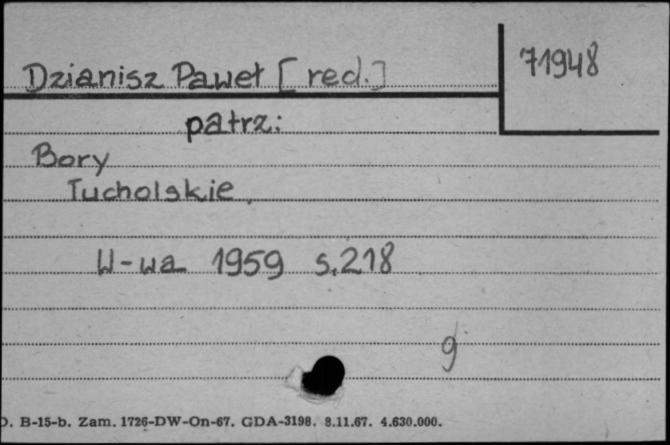 Dzianisz Paweł [red.]
71948
patrz:
Bory
Tucholskie.
W-wa 1959 s.218
g
D. B-15-b. Zam. 1726-DW-On-67. GDA-3198. 8.11.67. 4.630.000.